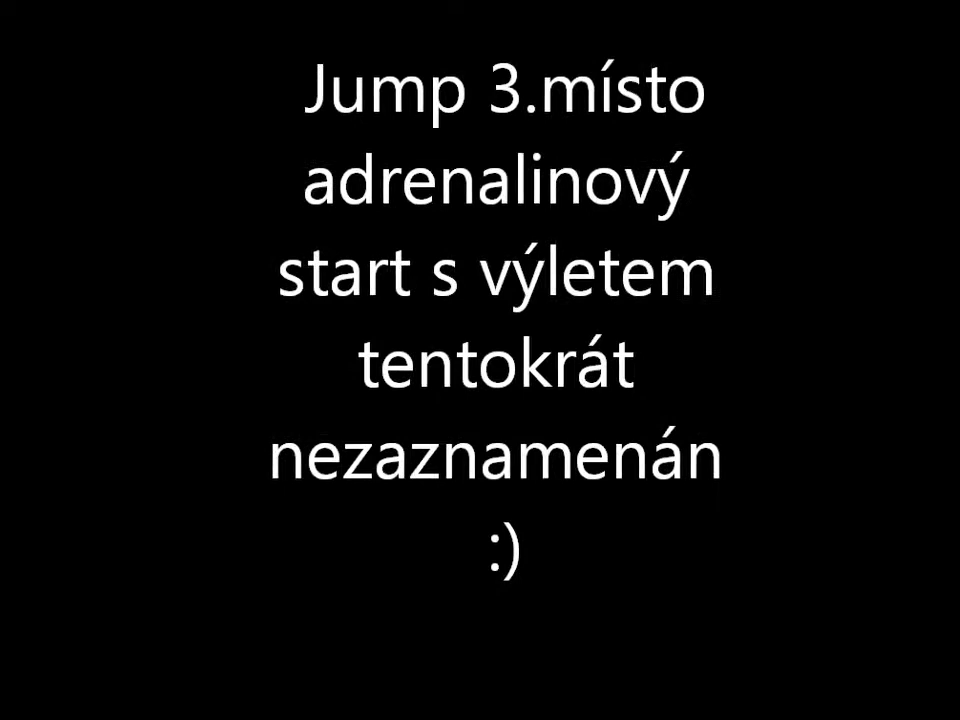 Jump 3.místo
adrenalinový
start s výletem
tentokrát
nezaznamenán
:)